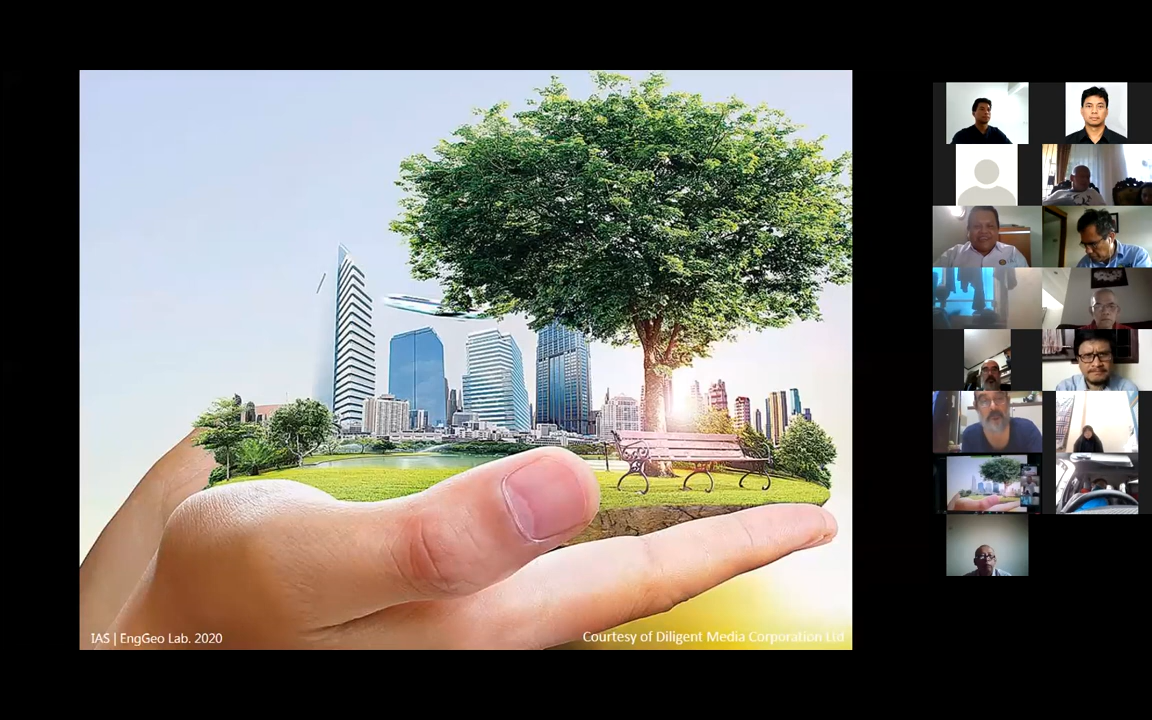 IAS | EngGeo Lab. 2020
Courtesy of Diligent Media Corporation Ltd